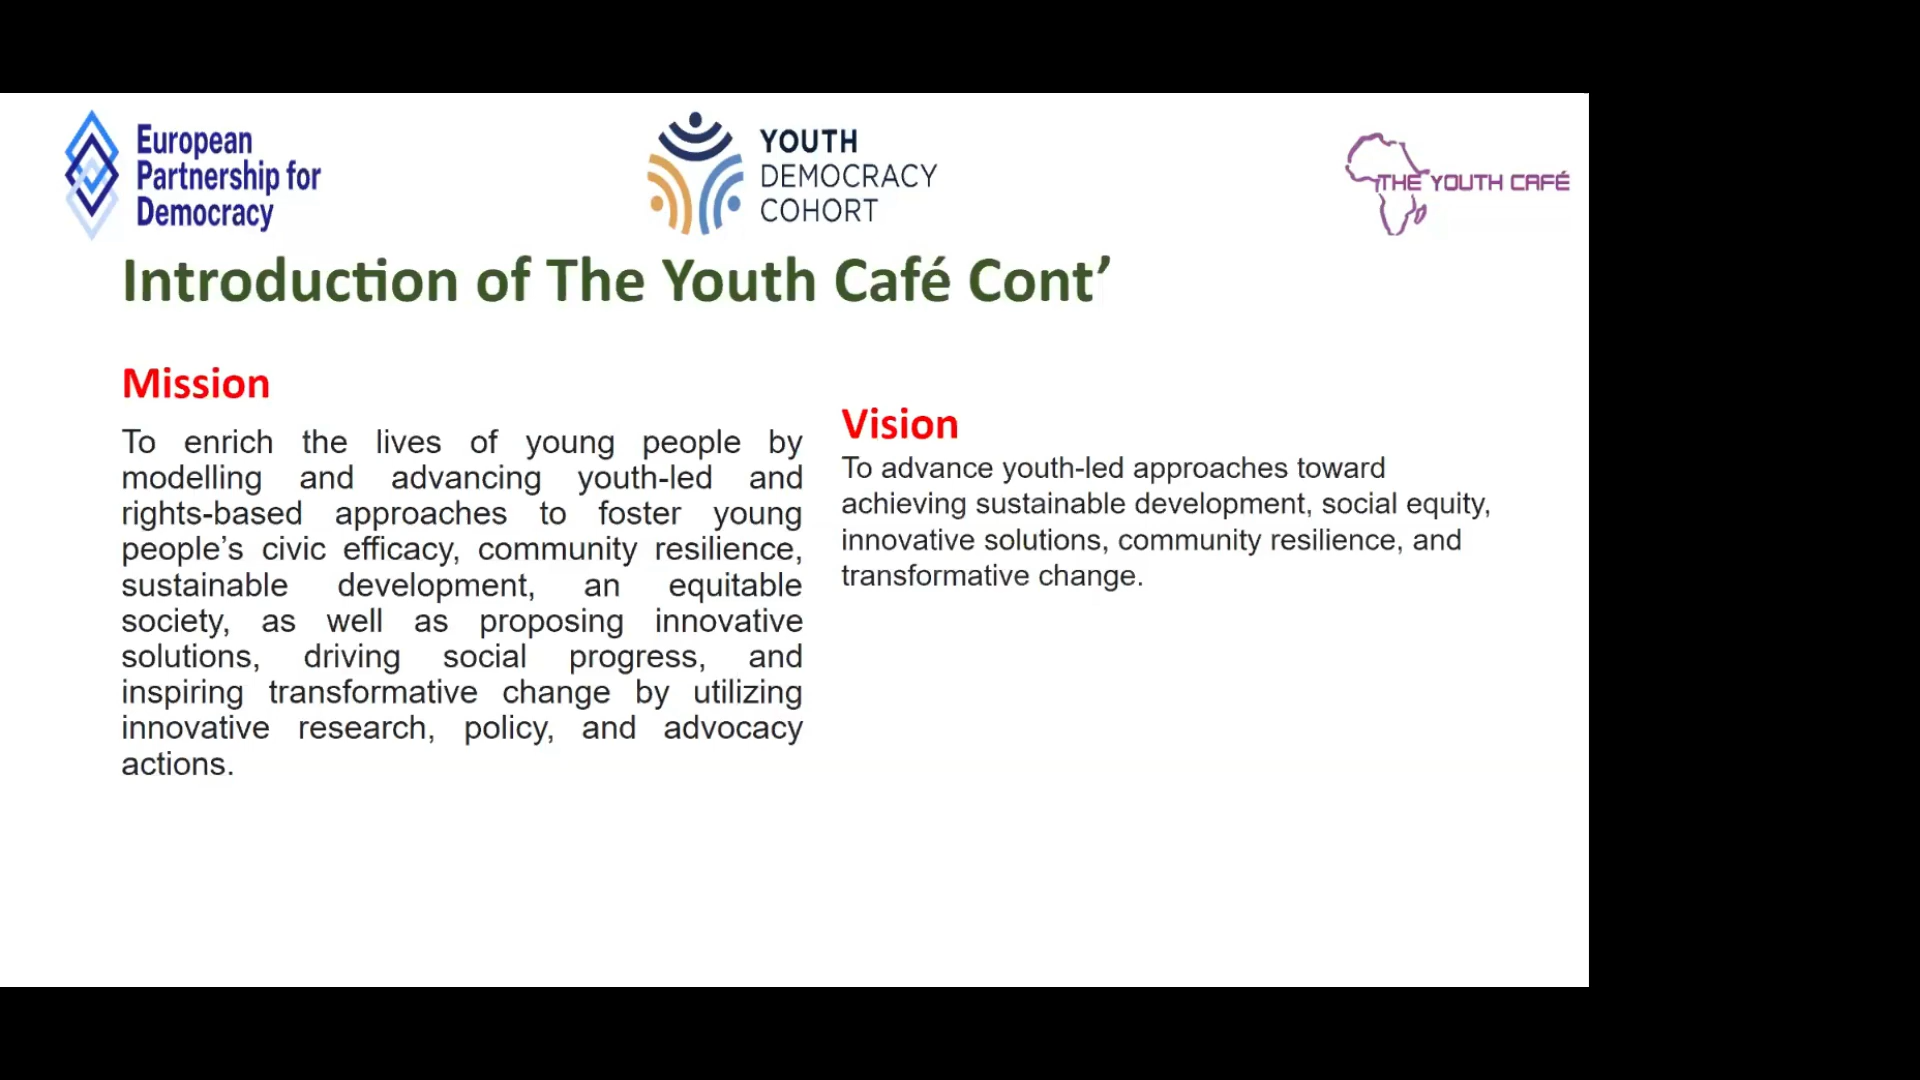 European
Partnership for
Democracy
YOUTH
DEMOCRACY
COHORT
THE YOUTH CAFÉ
Introduction of The Youth Café Cont’
Mission
To enrich the lives of young people by
modelling and advancing youth-led and
rights-based approaches to foster young
people’s civic efficacy, community resilience,
sustainable development, an equitable
society, as well as proposing innovative
solutions, driving social progress, and
inspiring transformative change by utilizing
innovative research, policy, and advocacy
actions.
Vision
To advance youth-led approaches toward
achieving sustainable development, social equity,
innovative solutions, community resilience, and
transformative change.